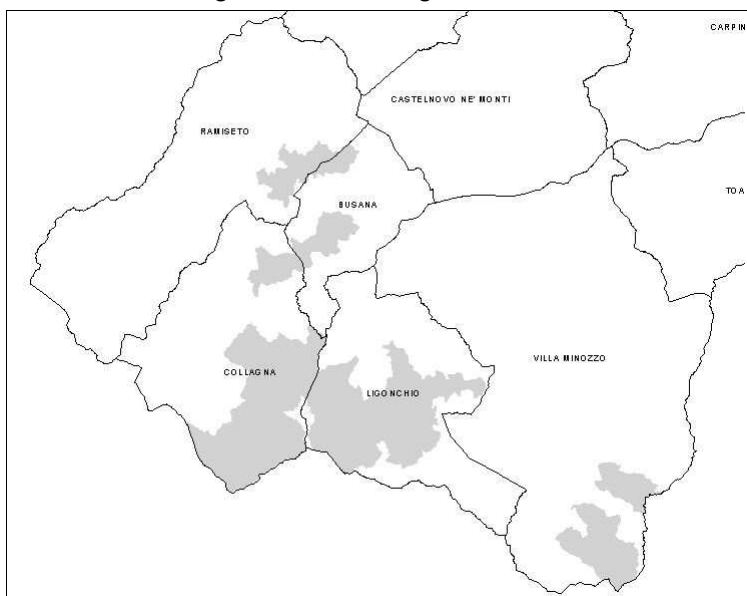 CARPIN
CASTELNOVO NE' MONTI
RAMISETO
TOA
BUSANA
VILLA MINOZZO
COLLAGNA
LIGONCHIO